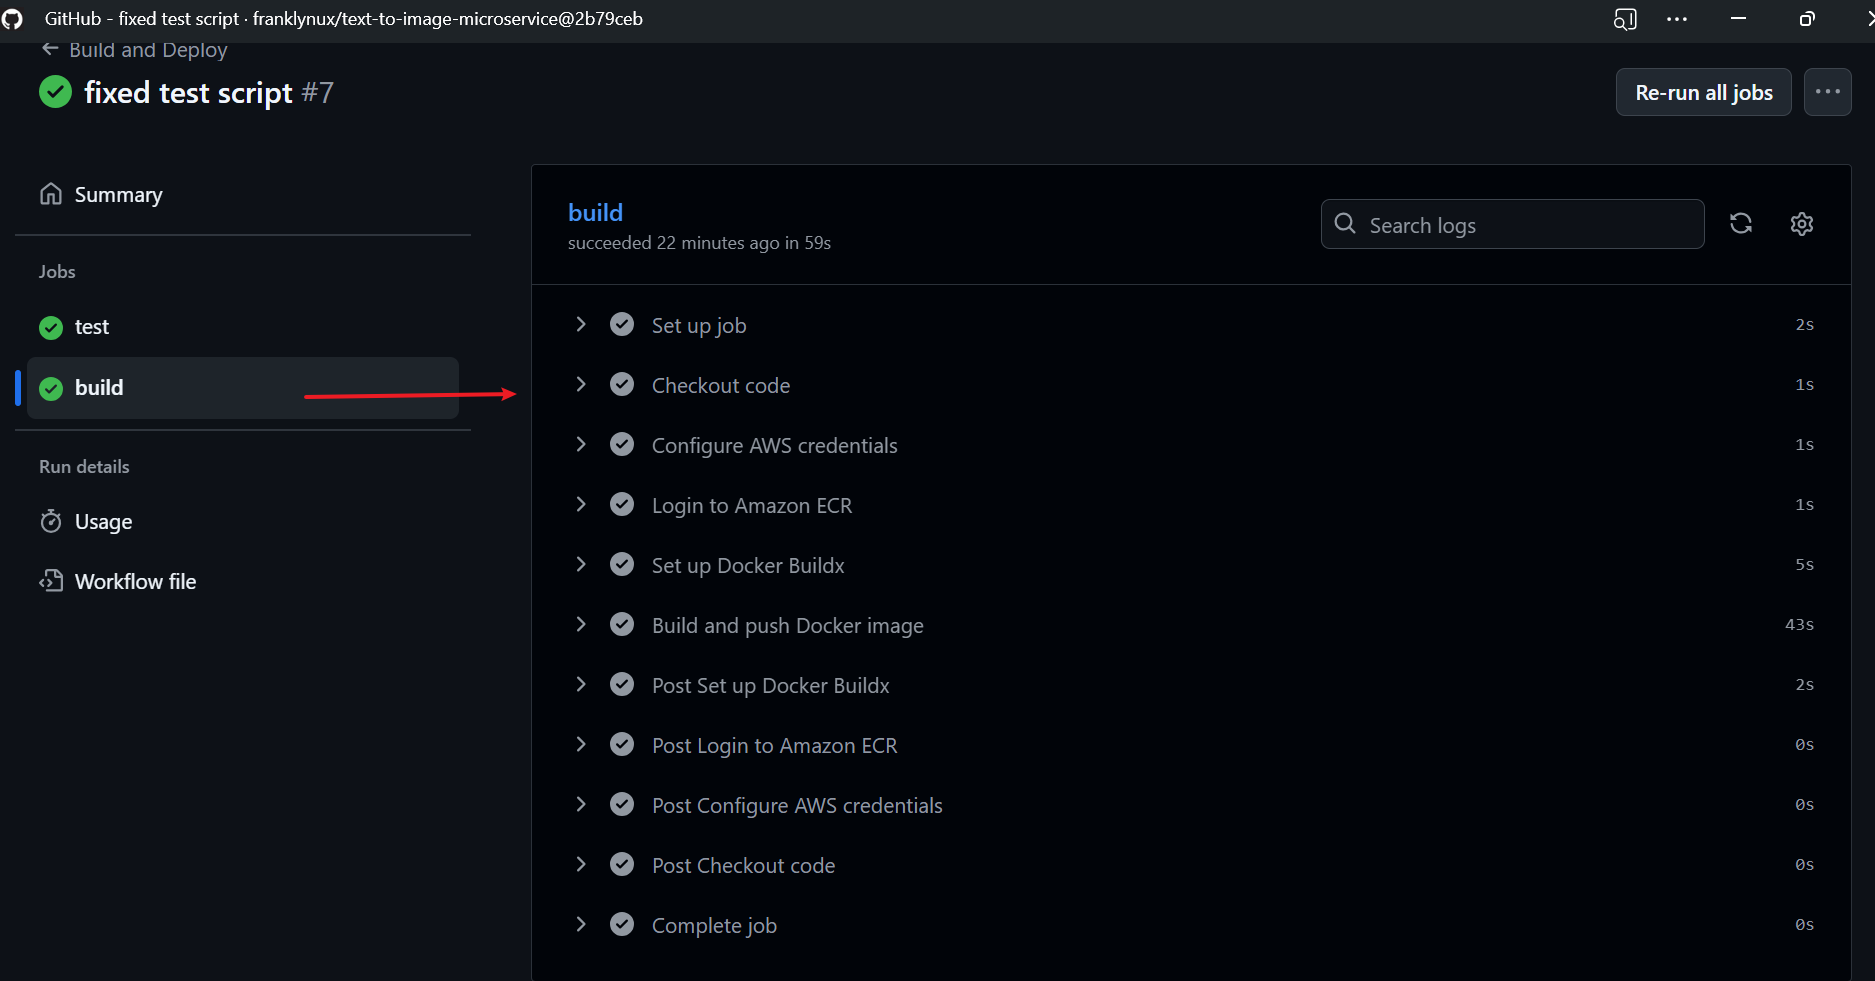 GitHub - fixed test script · franklynux/text-to-image-microservice@2b79ceb
Build and Deploy
fixed test script #7
Re-run all jobs
Summary
Jobs
test
build
Run details
Usage
Workflow file
build
succeeded 22 minutes ago in 59s
Search logs
Set up job 2s
Checkout code 1s
Configure AWS credentials 1s
Login to Amazon ECR 1s
Set up Docker Buildx 5s
Build and push Docker image 43s
Post Set up Docker Buildx 2s
Post Login to Amazon ECR 0s
Post Configure AWS credentials 0s
Post Checkout code 0s
Complete job 0s